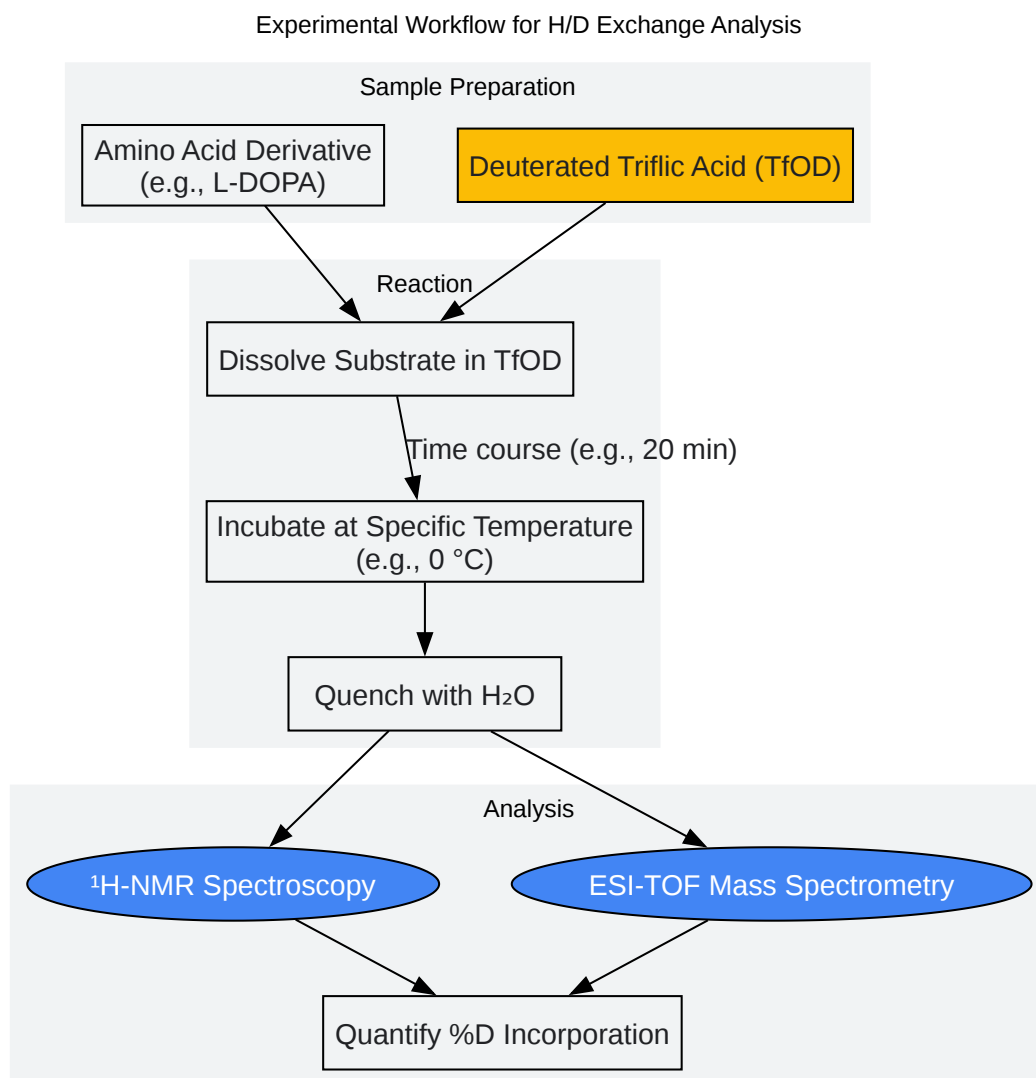 Experimental Workflow for H/D Exchange Analysis
Sample Preparation
Amino Acid Derivative
(e.g., L-DOPA)
Deuterated Triflic Acid (TfOD)
Reaction
Dissolve Substrate in TfOD
Time course (e.g., 20 min)
Incubate at Specific Temperature
(e.g., 0 °C)
Quench with H₂O
Analysis
¹H-NMR Spectroscopy
ESI-TOF Mass Spectrometry
Quantify %D Incorporation